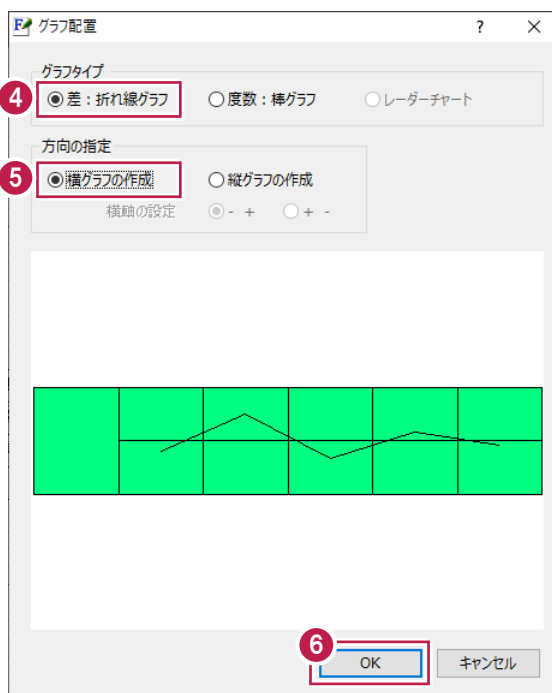 グラフ配置
グラフタイプ
4 差：折れ線グラフ 度数：棒グラフ レーダーチャート
方向の指定
5 横グラフの作成 縦グラフの作成
横軸の設定 - + + -
6
OK キャンセル